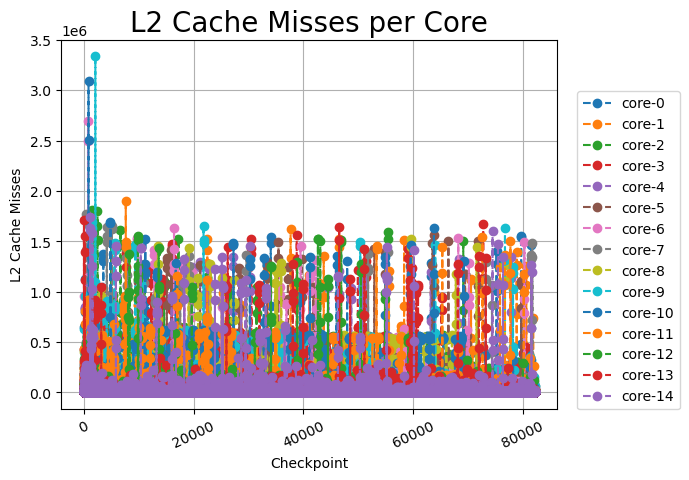 L2 Cache Misses per Core
1e6
3.5
3.0
2.5
2.0
1.5
1.0
0.5
0.0
L2 Cache Misses
0
20000
40000
60000
80000
Checkpoint
core-0
core-1
core-2
core-3
core-4
core-5
core-6
core-7
core-8
core-9
core-10
core-11
core-12
core-13
core-14